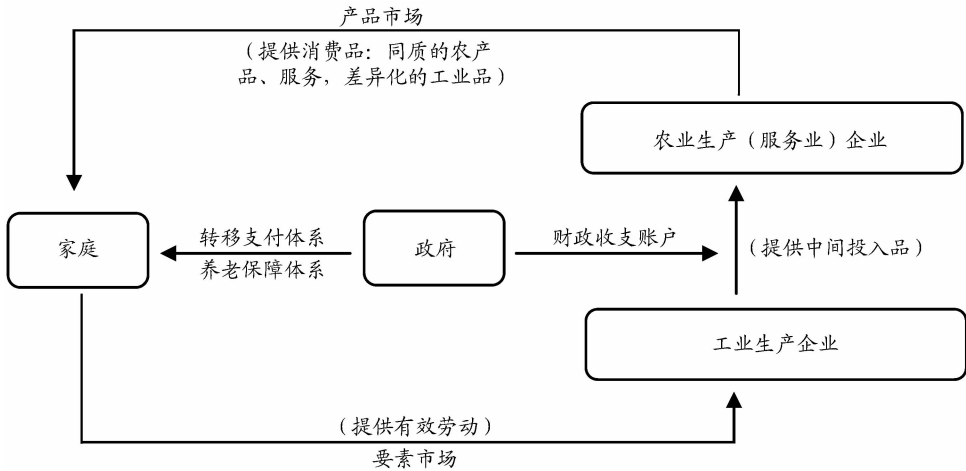 产品市场
（提供消费品：同质的农产
品、服务，差异化的工业品）
农业生产（服务业）企业
家庭
转移支付体系
养老保障体系
政府
财政收支账户
（提供中间投入品）
工业生产企业
（提供有效劳动）
要素市场